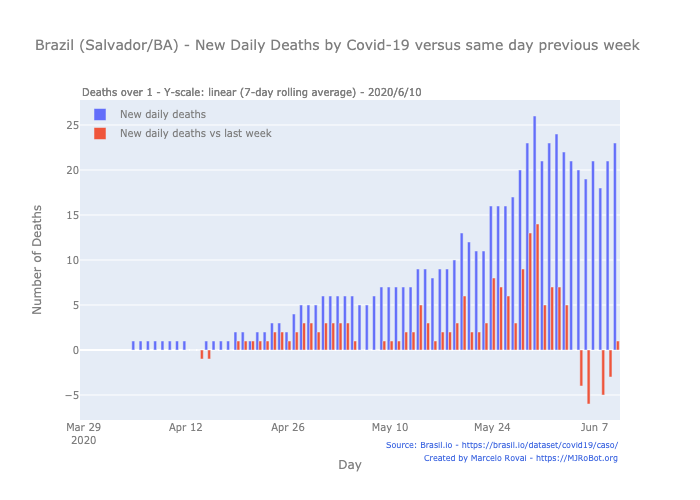 Brazil (Salvador/BA) - New Daily Deaths by Covid-19 versus same day previous week
Deaths over 1 - Y-scale: linear (7-day rolling average) - 2020/6/10
New daily deaths
New daily deaths vs last week
25
20
15
10
5
0
−5
Number of Deaths
Mar 29
2020
Apr 12
Apr 26
May 10
May 24
Jun 7
Source: Brasil.io - https://brasil.io/dataset/covid19/caso/
Created by Marcelo Rovai - https://MJRoBot.org
Day